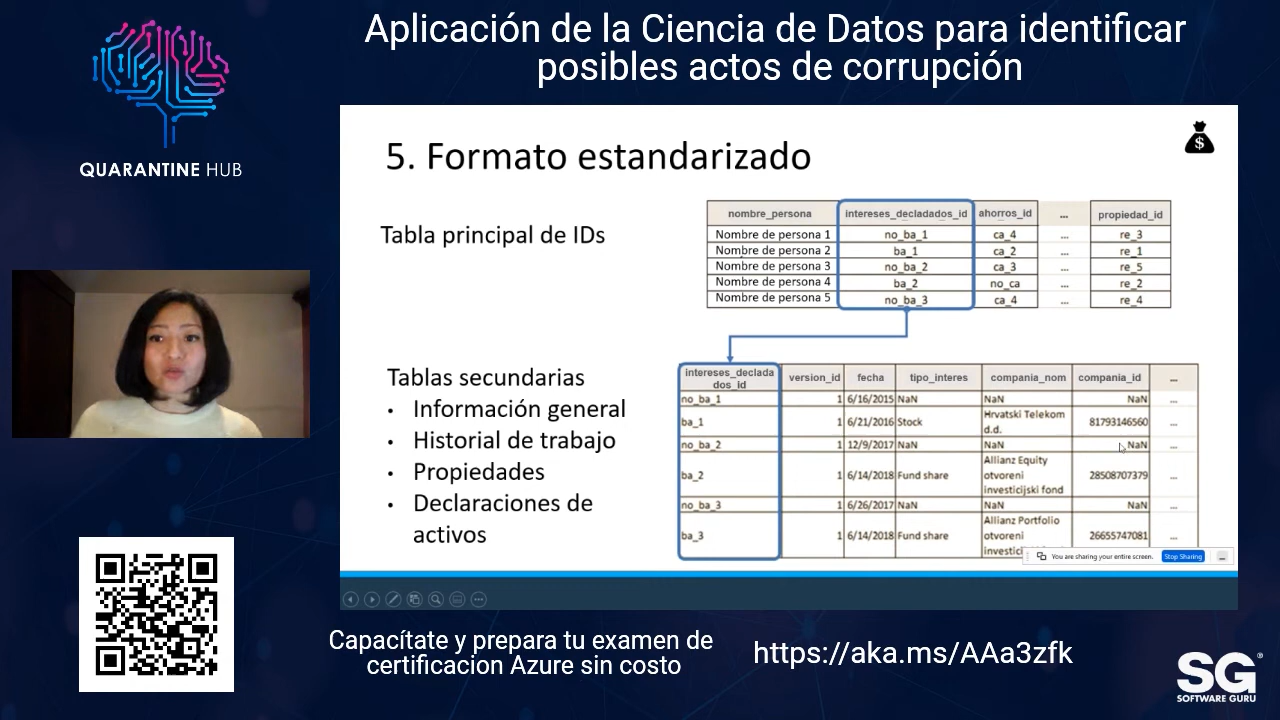 Aplicación de la Ciencia de Datos para identificar
posibles actos de corrupción
QUARANTINE HUB
5. Formato estandarizado
$
Tabla principal de IDs
nombre_persona intereses_decladados_id ahorros_id ... propiedad_id
Nombre de persona 1 no_ba_1 ca_4 ... re_3
Nombre de persona 2 ba_1 ca_2 ... re_1
Nombre de persona 3 no_ba_2 ca_3 ... re_5
Nombre de persona 4 ba_2 no_ca ... re_2
Nombre de persona 5 no_ba_3 ca_4 ... re_4
Tablas secundarias
• Información general
• Historial de trabajo
• Propiedades
• Declaraciones de
activos
intereses_declada
dos_id version_id fecha tipo_interes compania_nom compania_id ...
no_ba_1 1 6/16/2015 NaN NaN NaN ...
ba_1 1 6/21/2016 Stock Hrvatski Telekom
d.d. 81793146560 ...
no_ba_2 1 12/9/2017 NaN NaN NaN ...
ba_2 1 6/14/2018 Fund share Allianz Equity
otvoreni
investicijski fond 28508707379 ...
no_ba_3 1 6/26/2017 NaN NaN NaN ...
ba_3 1 6/14/2018 Fund share Allianz Portfolio
otvoreni 26655747081 ...
You are sharing your entire screen. Stop Sharing
Capacítate y prepara tu examen de
certificacion Azure sin costo
https://aka.ms/AAa3zfk
SG®
SOFTWARE GURU